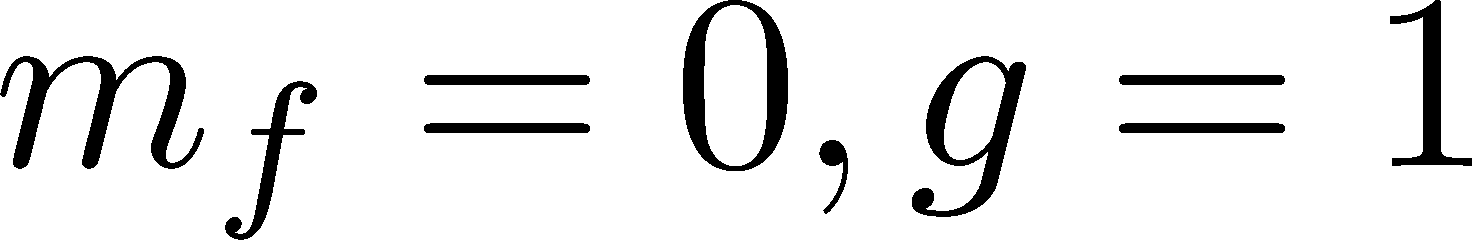 m_f = 0, g = 1